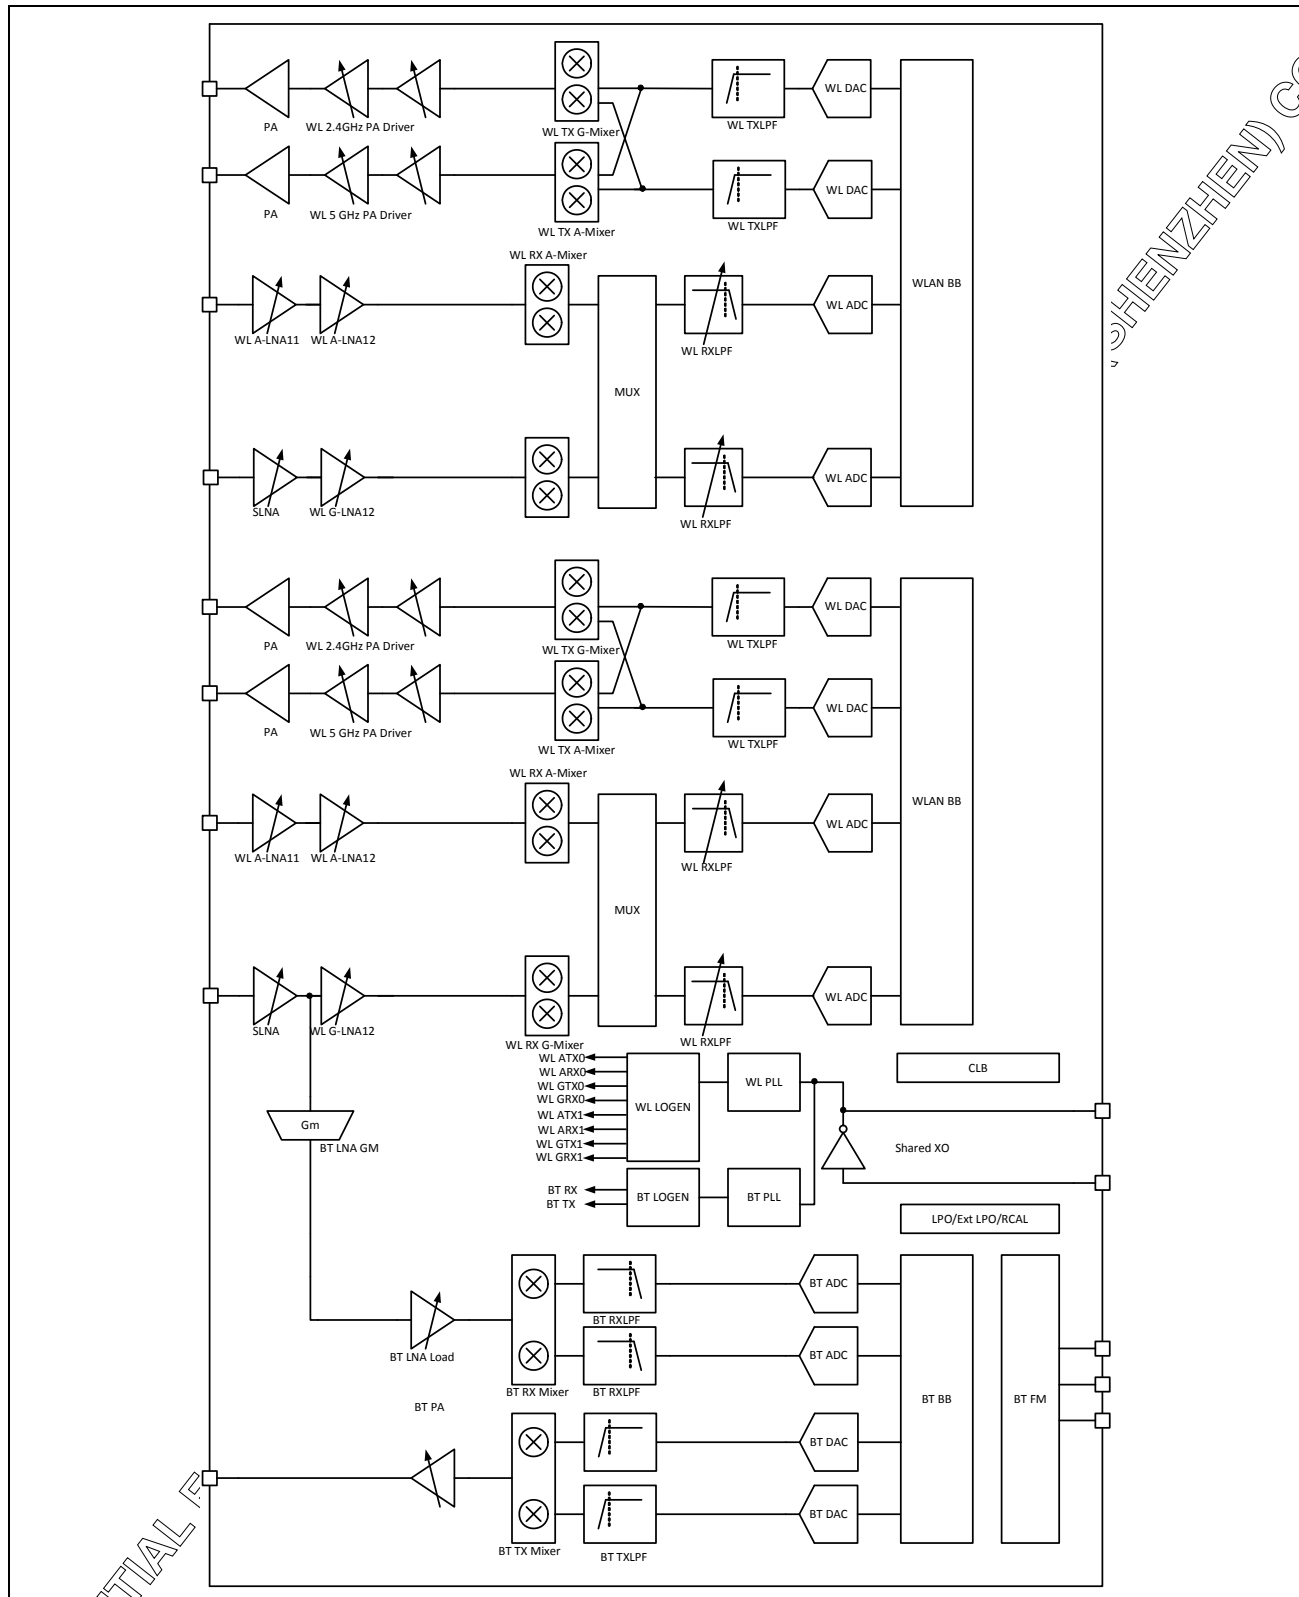 WL DAC
PA
WL 2.4GHz PA Driver
WL TX G-Mixer
WL TXLPF
WL DAC
PA
WL 5 GHz PA Driver
WL TX A-Mixer
WL TXLPF
WL RX A-Mixer
WLAN BB
WL ADC
WL A-LNA11
WL A-LNA12
WL RXLPF
MUX
WL ADC
SLNA
WL G-LNA12
WL RXLPF
WL DAC
PA
WL 2.4GHz PA Driver
WL TX G-Mixer
WL TXLPF
WL DAC
PA
WL 5 GHz PA Driver
WL TX A-Mixer
WL TXLPF
WL RX A-Mixer
WLAN BB
WL ADC
WL A-LNA11
WL A-LNA12
WL RXLPF
MUX
WL ADC
SLNA
WL G-LNA12
WL RX G-Mixer
WL RXLPF
WL ATX0
WL ARX0
WL GTX0
WL GRX0
WL ATX1
WL ARX1
WL GTX1
WL GRX1
WL LOGEN
WL PLL
CLB
Gm
BT LNA GM
Shared XO
BT RX
BT TX
BT LOGEN
BT PLL
LPO/Ext LPO/RCAL
BT ADC
BT RXLPF
BT LNA Load
BT ADC
BT RX Mixer
BT RXLPF
BT PA
BT BB
BT FM
BT DAC
BT DAC
BT TX Mixer
BT TXLPF
(SHENZHEN)